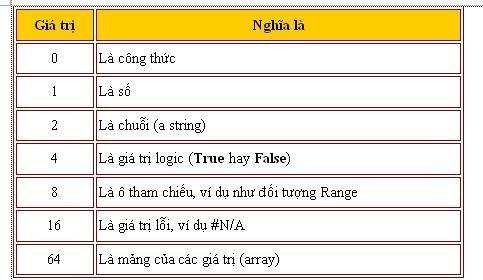 Giá trị Nghĩa là
0 Là công thức
1 Là số
2 Là chuỗi (a string)
4 Là giá trị logic (True hay False)
8 Là ô tham chiếu, ví dụ như đối tượng Range
16 Là giá trị lỗi, ví dụ #N/A
64 Là mảng của các giá trị (array)